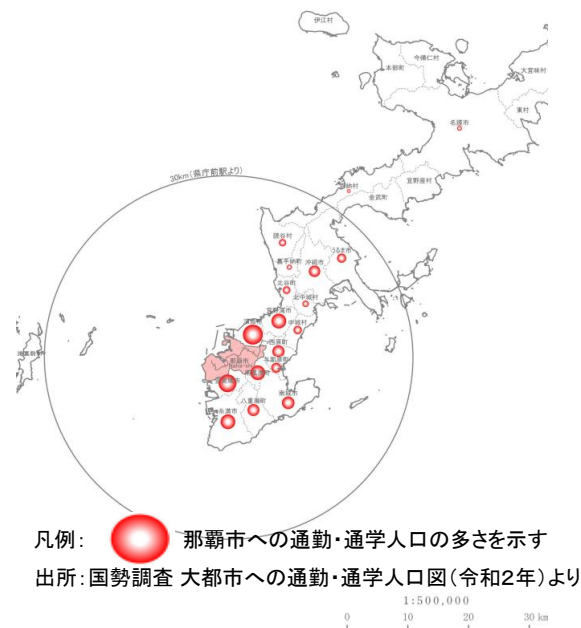 伊江村
今帰仁村
本部町
大宜味村
東村
名護市
30km(県庁前駅より)
宜野座村
金武町
読谷村
うるま市
嘉手納町
沖縄市
北谷町
北中城村
宜野湾市
中城村
西原町
那覇市
与那原町
八重瀬町
南城市
糸満市
凡例: 那覇市への通勤・通学人口の多さを示す
出所:国勢調査 大都市への通勤・通学人口図(令和2年)より
1:500,000
0 10 20 30 km